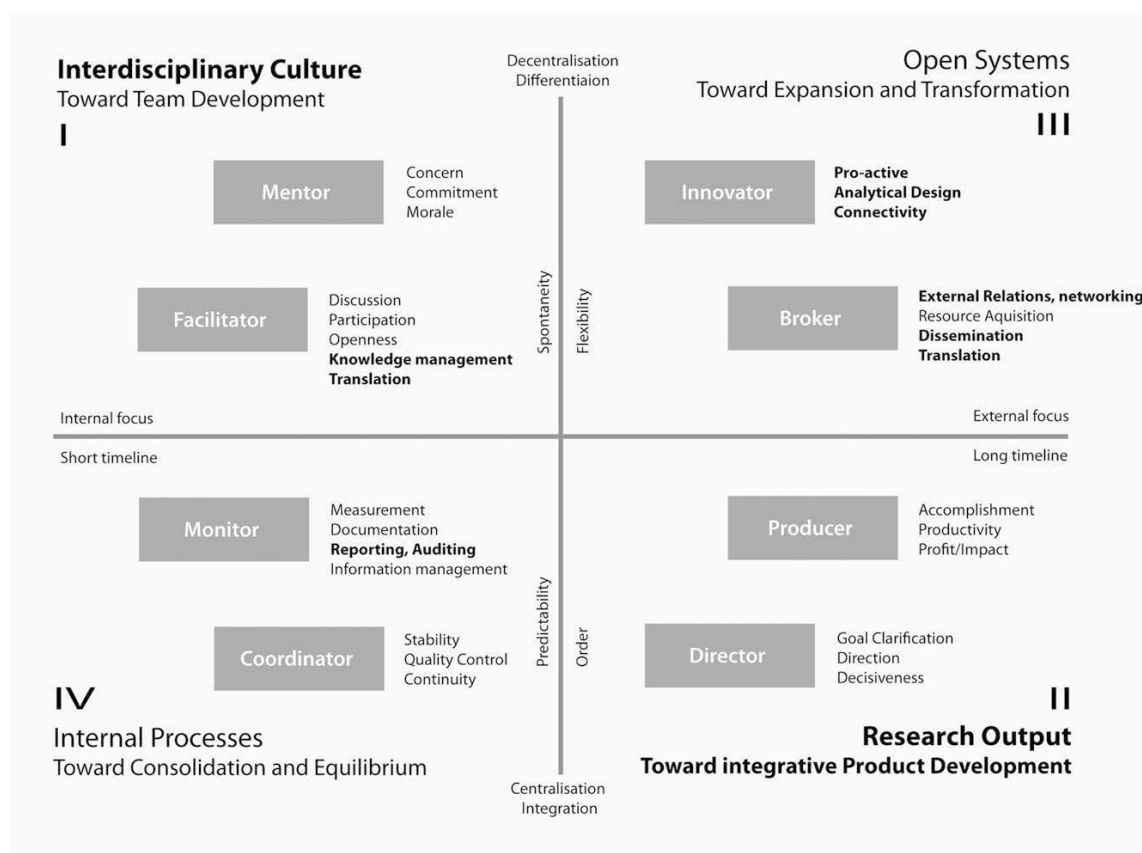 Interdisciplinary Culture
Toward Team Development
I
Decentralisation
Differentiaion
Open Systems
Toward Expansion and Transformation
III
Mentor
Concern
Commitment
Morale
Innovator
Pro-active
Analytical Design
Connectivity
Facilitator
Discussion
Participation
Openness
Knowledge management
Translation
Spontaneity
Flexibility
Broker
External Relations, networking
Resource Aquisition
Dissemination
Translation
Internal focus
External focus
Short timeline
Long timeline
Monitor
Measurement
Documentation
Reporting, Auditing
Information management
Producer
Accomplishment
Productivity
Profit/Impact
Predictability
Order
Coordinator
Stability
Quality Control
Continuity
Director
Goal Clarification
Direction
Decisiveness
IV
Internal Processes
Toward Consolidation and Equilibrium
II
Research Output
Toward integrative Product Development
Centralisation
Integration